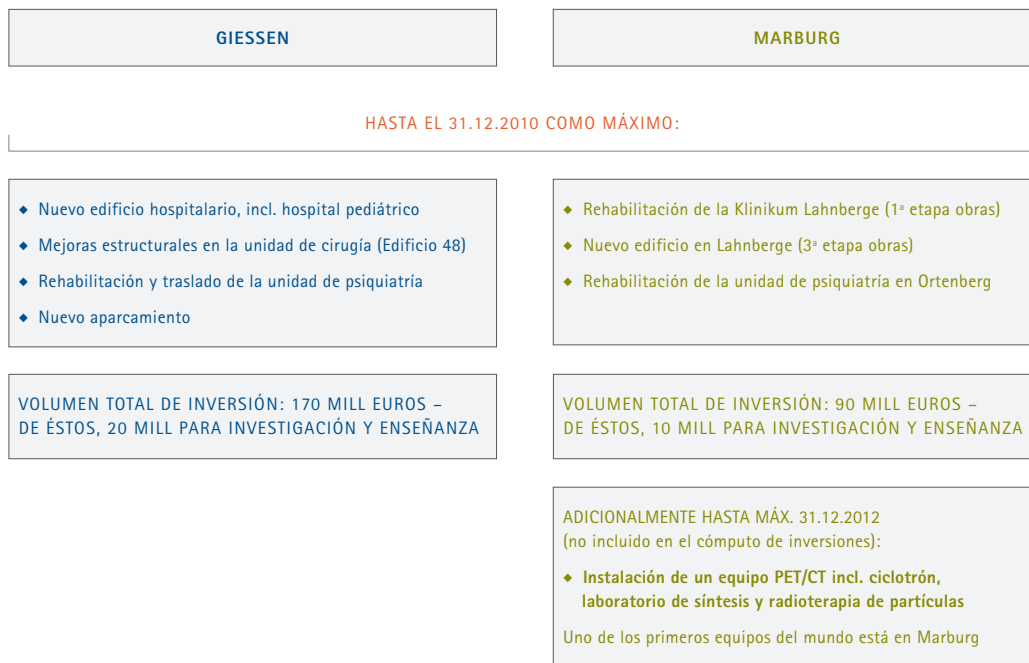 GIESSEN
MARBURG
HASTA EL 31.12.2010 COMO MÁXIMO:
◆ Nuevo edificio hospitalario, incl. hospital pediátrico
◆ Mejoras estructurales en la unidad de cirugía (Edificio 48)
◆ Rehabilitación y traslado de la unidad de psiquiatría
◆ Nuevo aparcamiento
◆ Rehabilitación de la Klinikum Lahnberge (1ª etapa obras)
◆ Nuevo edificio en Lahnberge (3ª etapa obras)
◆ Rehabilitación de la unidad de psiquiatría en Ortenberg
VOLUMEN TOTAL DE INVERSIÓN: 170 MILL EUROS –
DE ÉSTOS, 20 MILL PARA INVESTIGACIÓN Y ENSEÑANZA
VOLUMEN TOTAL DE INVERSIÓN: 90 MILL EUROS –
DE ÉSTOS, 10 MILL PARA INVESTIGACIÓN Y ENSEÑANZA
ADICIONALMENTE HASTA MÁX. 31.12.2012
(no incluido en el cómputo de inversiones):
◆ Instalación de un equipo PET/CT incl. ciclotrón,
laboratorio de síntesis y radioterapia de partículas
Uno de los primeros equipos del mundo está en Marburg